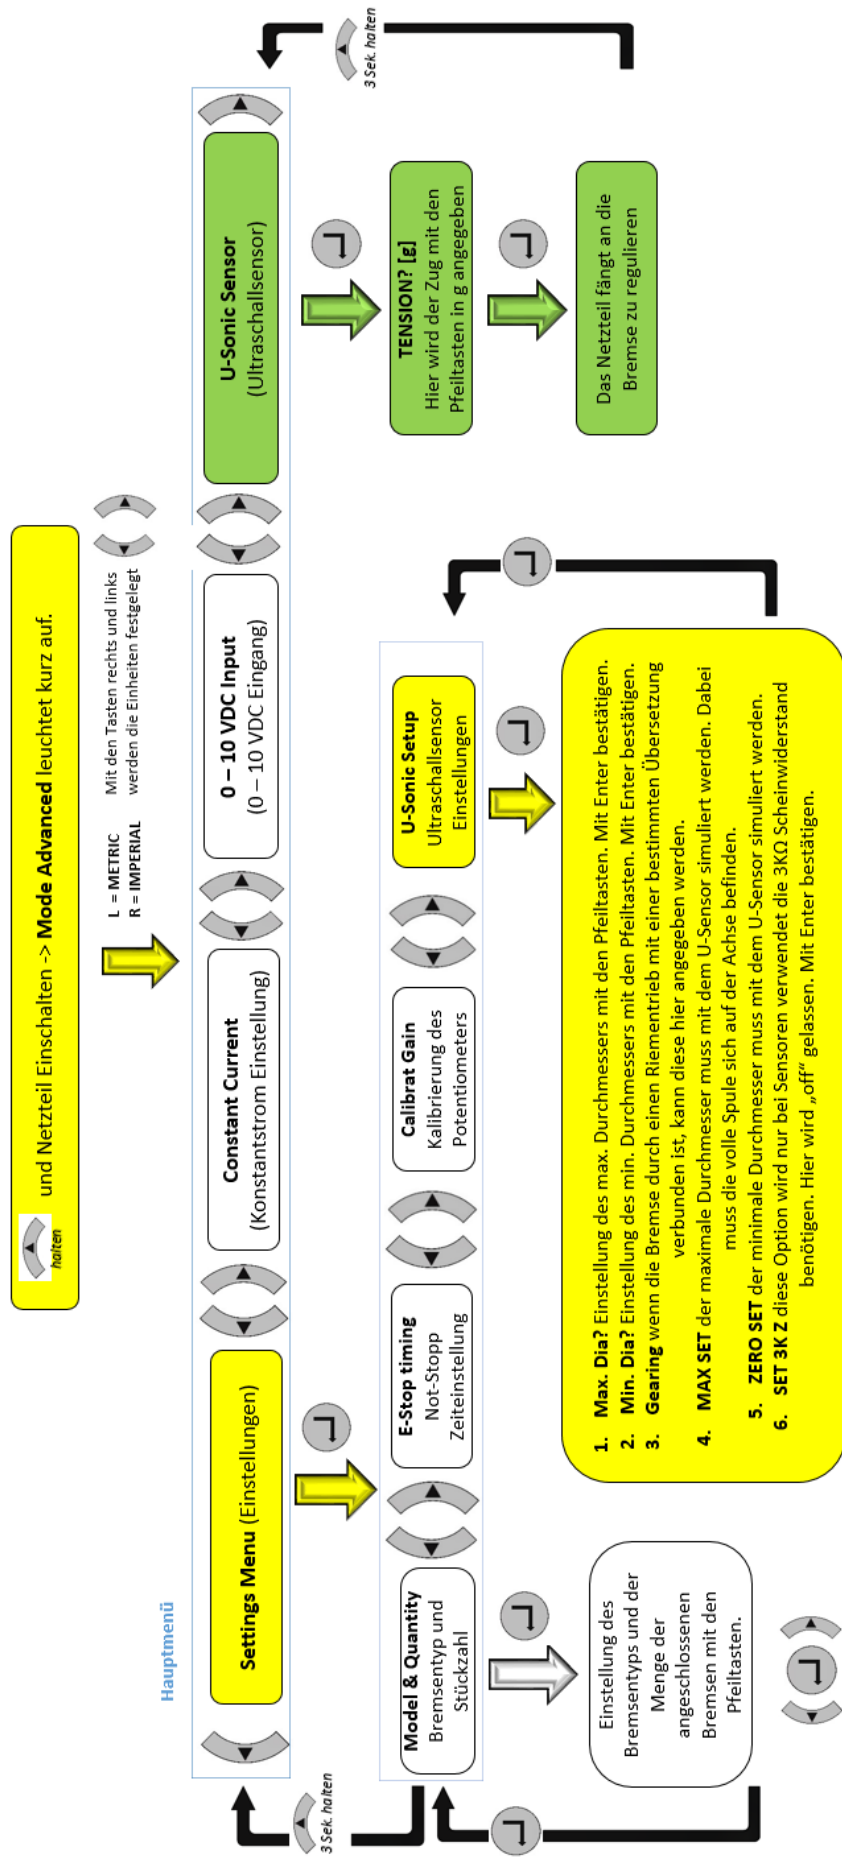 und Netzteil Einschalten -> Mode Advanced leuchtet kurz auf.
halten
L = METRIC
R = IMPERIAL
Mit den Tasten rechts und links
werden die Einheiten festgelegt
Hauptmenü
Settings Menu (Einstellungen)
Constant Current
(Konstantstrom Einstellung)
0 – 10 VDC Input
(0 – 10 VDC Eingang)
U-Sonic Sensor
(Ultraschallsensor)
3 Sek. halten
Model & Quantity
Bremsentyp und
Stückzahl
E-Stop timing
Not-Stopp
Zeiteinstellung
Calibrat Gain
Kalibrierung des
Potentiometers
U-Sonic Setup
Ultraschallsensor
Einstellungen
TENSION? [g]
Hier wird der Zug mit den
Pfeiltasten in g angegeben
3 Sek. halten
Einstellung des
Bremsentyps und der
Menge der
angeschlossenen
Bremsen mit den
Pfeiltasten.
1. Max. Dia? Einstellung des max. Durchmessers mit den Pfeiltasten. Mit Enter bestätigen.
2. Min. Dia? Einstellung des min. Durchmessers mit den Pfeiltasten. Mit Enter bestätigen.
3. Gearing wenn die Bremse durch einen Riementrieb mit einer bestimmten Übersetzung
verbunden ist, kann diese hier angegeben werden.
4. MAX SET der maximale Durchmesser muss mit dem U-Sensor simuliert werden. Dabei
muss die volle Spule sich auf der Achse befinden.
5. ZERO SET der minimale Durchmesser muss mit dem U-Sensor simuliert werden.
6. SET 3K Z diese Option wird nur bei Sensoren verwendet die 3KΩ Scheinwiderstand
benötigen. Hier wird „off“ gelassen. Mit Enter bestätigen.
Das Netzteil fängt an die
Bremse zu regulieren